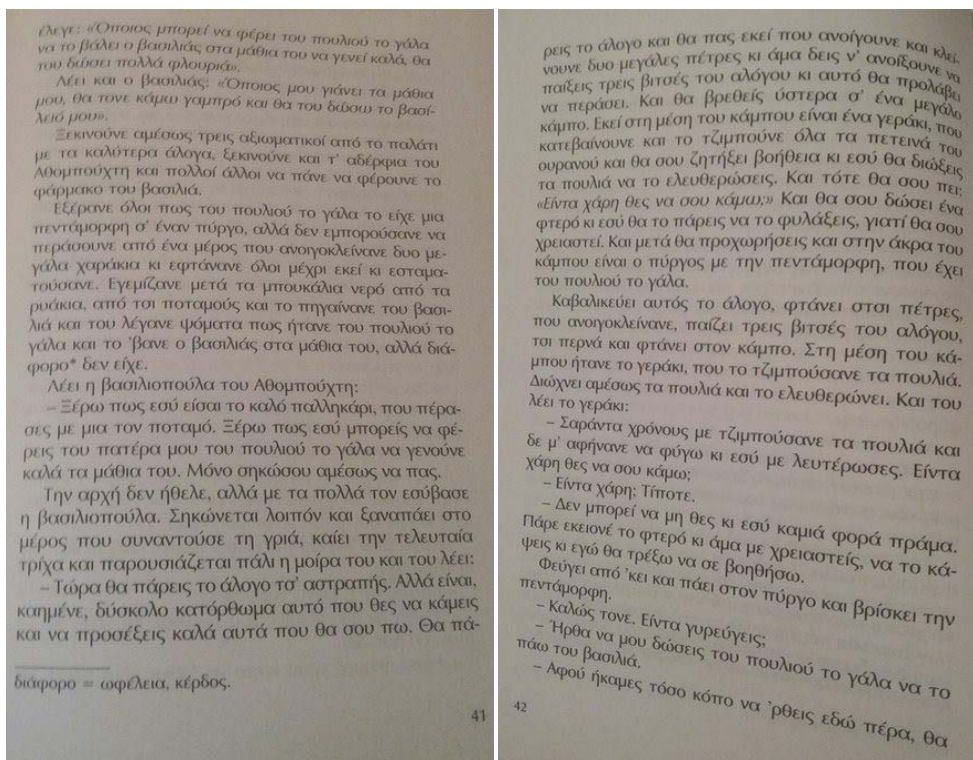 έλεγε: «Όποιος μπορεί να φέρει του πουλιού το γάλα
να το βάλει ο βασιλιάς στα μάθια του να γενεί καλά, θα
του δώσει πολλά φλουριά».
Λέει και ο βασιλιάς: «Όποιος μου γιάνει τα μάθια
μου, θα τονε κάμω γαμπρό και θα του δώσω το βασί-
λειό μου».
Ξεκινούνε αμέσως τρεις αξιωματικοί από το παλάτι
με τα καλύτερα άλογα, ξεκινούνε και τ' αδέρφια του
Αθομπούχτη και πολλοί άλλοι να πάνε να φέρουνε το
φάρμακο του βασιλιά.
Εξέρανε όλοι πως του πουλιού το γάλα το είχε μια
πεντάμορφη σ' έναν πύργο, αλλά δεν εμπορούσανε να
περάσουνε από ένα μέρος που ανοιγοκλείνανε δυο με-
γάλα χαράκια κι εφτάνανε όλοι μέχρι εκεί κι εσταμα-
τούσανε. Εγεμίζανε μετά τα μπουκάλια νερό από τα
ρυάκια, από τσι ποταμούς και το πηγαίνανε του βασι-
λιά και του λέγανε ψόματα πως ήτανε του πουλιού το
γάλα και το 'βανε ο βασιλιάς στα μάθια του, αλλά διά-
φορο* δεν είχε.
Λέει η βασιλιοπούλα του Αθομπούχτη:
– Ξέρω πως εσύ είσαι το καλό παλληκάρι, που πέρα-
σες με μια τον ποταμό. Ξέρω πως εσύ μπορείς να φέ-
ρεις του πατέρα μου του πουλιού το γάλα να γενούνε
καλά τα μάθια του. Μόνο σηκώσου αμέσως να πας.
Την αρχή δεν ήθελε, αλλά με τα πολλά τον εσύβασε
η βασιλιοπούλα. Σηκώνεται λοιπόν και ξαναπάει στο
μέρος που συναντούσε τη γριά, καίει την τελευταία
τρίχα και παρουσιάζεται πάλι η μοίρα του και του λέει:
– Τώρα θα πάρεις το άλογο τσ' αστραπής. Αλλά είναι,
καημένε, δύσκολο κατόρθωμα αυτό που θες να κάμεις
και να προσέξεις καλά αυτά που θα σου πω. Θα πά-
διάφορο = ωφέλεια, κέρδος.
41
ρεις το άλογο και θα πας εκεί που ανοίγουνε και κλεί-
νουνε δυο μεγάλες πέτρες κι άμα δεις ν' ανοίξουνε να
παίξεις τρεις βιτσές του αλόγου κι αυτό θα προλάβει
να περάσει. Και θα βρεθείς ύστερα σ' ένα μεγάλο
κάμπο. Εκεί στη μέση του κάμπου είναι ένα γεράκι, που
κατεβαίνουνε και το τζιμπούνε όλα τα πετεινά του
ουρανού και θα σου ζητήξει βοήθεια κι εσύ θα διώξεις
τα πουλιά να το ελευθερώσεις. Και τότε θα σου πει:
«Είντα χάρη θες να σου κάμω;» Και θα σου δώσει ένα
φτερό κι εσύ θα το πάρεις να το φυλάξεις, γιατί θα σου
χρειαστεί. Και μετά θα προχωρήσεις και στην άκρα του
κάμπου είναι ο πύργος με την πεντάμορφη, που έχει
του πουλιού το γάλα.
Καβαλικεύει αυτός το άλογο, φτάνει στσι πέτρες,
που ανοιγοκλείνανε, παίζει τρεις βιτσές του αλόγου,
τσι περνά και φτάνει στον κάμπο. Στη μέση του κά-
μπου ήτανε το γεράκι, που το τζιμπούσανε τα πουλιά.
Διώχνει αμέσως τα πουλιά και το ελευθερώνει. Και του
λέει το γεράκι:
– Σαράντα χρόνους με τζιμπούσανε τα πουλιά και
δε μ' αφήνανε να φύγω κι εσύ με λευτέρωσες. Είντα
χάρη θες να σου κάμω;
– Είντα χάρη; Τίποτε.
– Δεν μπορεί να μη θες κι εσύ καμιά φορά πράμα.
Πάρε εκειονέ το φτερό κι άμα με χρειαστείς, να το κά-
ψεις κι εγώ θα τρέξω να σε βοηθήσω.
Φεύγει από 'κει και πάει στον πύργο και βρίσκει την
πεντάμορφη.
– Καλώς τονε. Είντα γυρεύγεις;
– Ήρθα να μου δώσεις του πουλιού το γάλα να το
πάω του βασιλιά.
– Αφού ήκαμες τόσο κόπο να 'ρθεις εδώ πέρα, θα
42